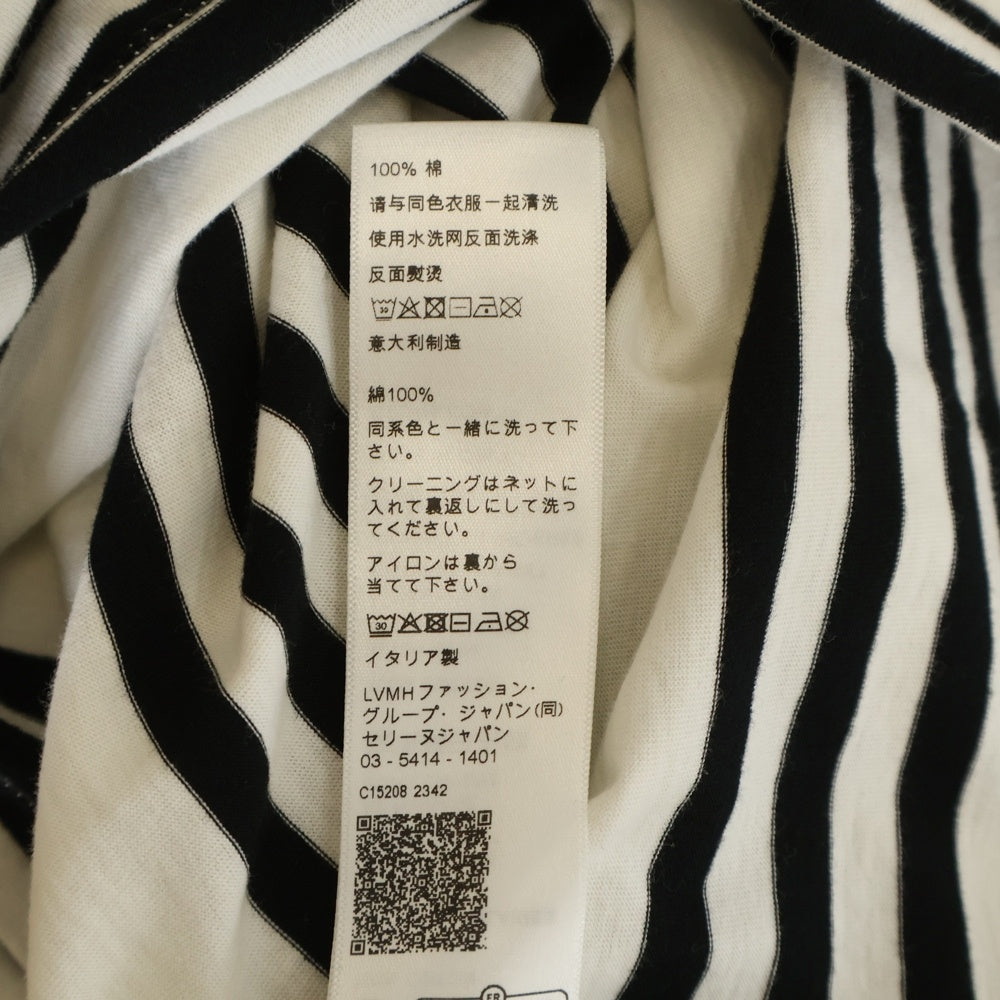 100% 棉
请与同色衣服一起清洗
使用水洗网反面洗涤
反面熨烫
30
意大利制造
綿100%
同系色と一緒に洗って下
さい。
クリーニングはネットに
入れて裏返しにして洗っ
てください。
アイロンは裏から
当てて下さい。
30
イタリア製
LVMHファッション・
グループ・ジャパン(同)
セリーヌジャパン
03 - 5414 - 1401
C15208 2342
FR